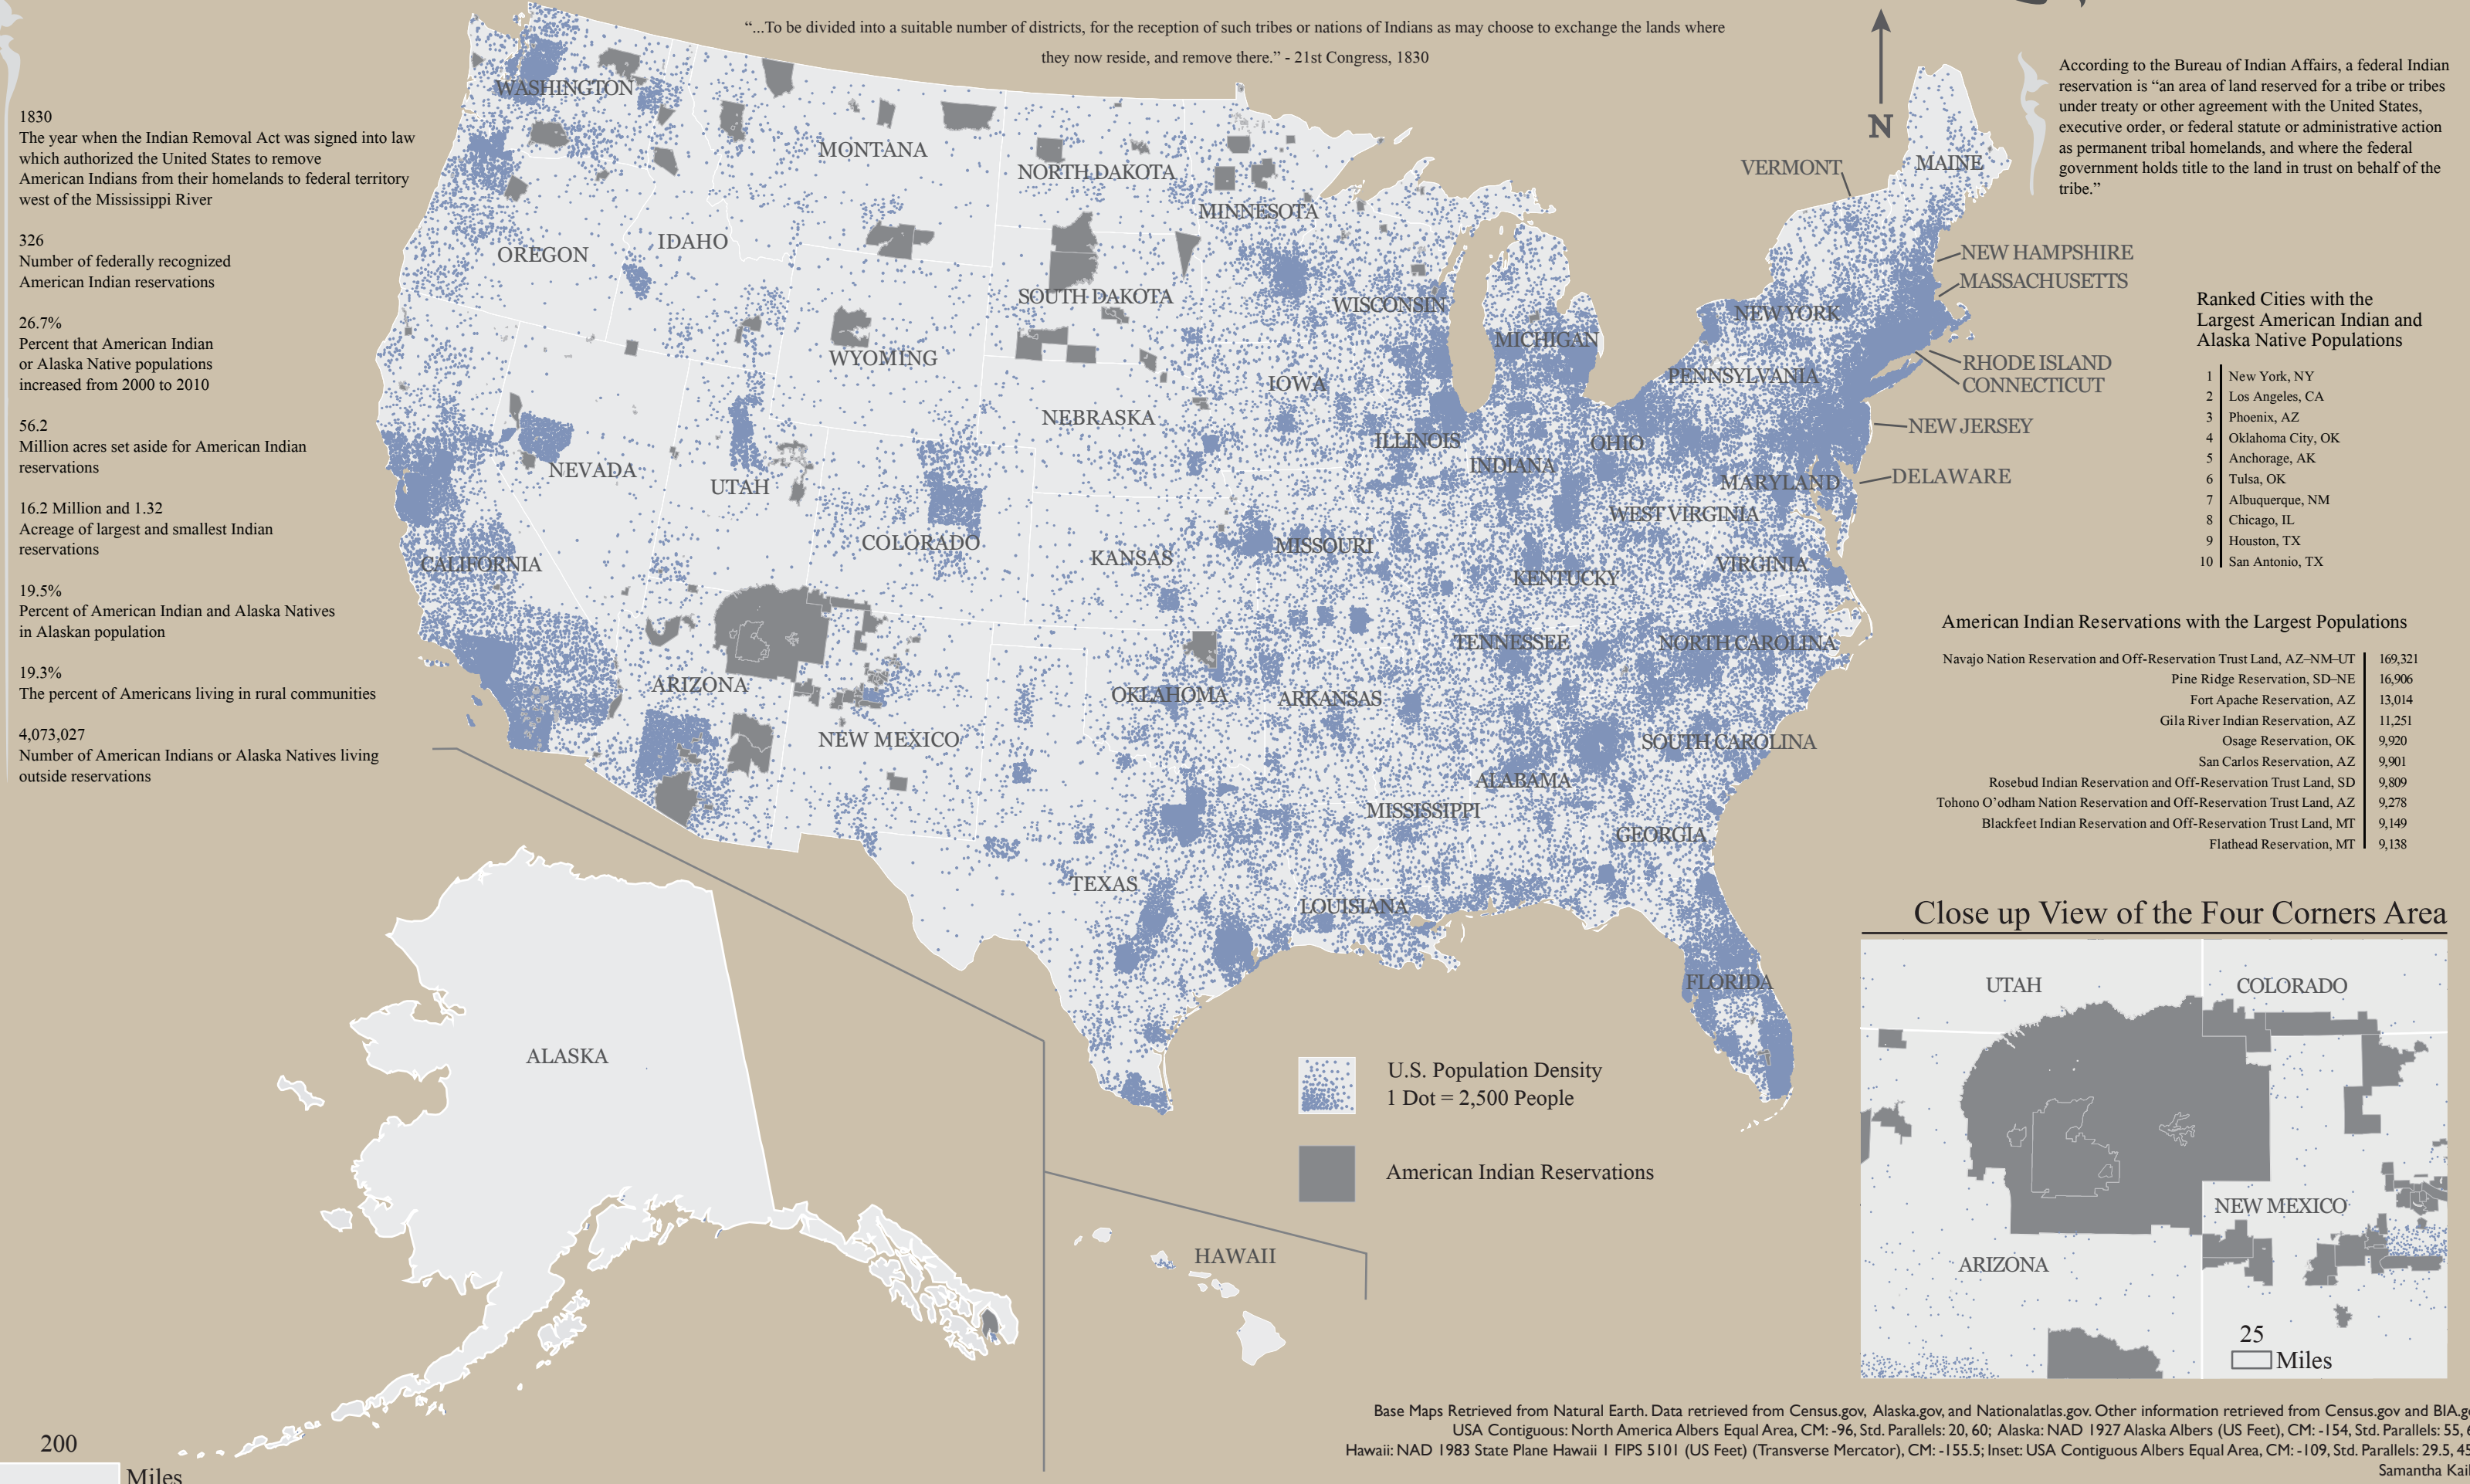 “...To be divided into a suitable number of districts, for the reception of such tribes or nations of Indians as may choose to exchange the lands where
they now reside, and remove there.” - 21st Congress, 1830
1830
The year when the Indian Removal Act was signed into law
which authorized the United States to remove
American Indians from their homelands to federal territory
west of the Mississippi River
326
Number of federally recognized
American Indian reservations
26.7%
Percent that American Indian
or Alaska Native populations
increased from 2000 to 2010
56.2
Million acres set aside for American Indian
reservations
16.2 Million and 1.32
Acreage of largest and smallest Indian
reservations
19.5%
Percent of American Indian and Alaska Natives
in Alaskan population
19.3%
The percent of Americans living in rural communities
4,073,027
Number of American Indians or Alaska Natives living
outside reservations
N
According to the Bureau of Indian Affairs, a federal Indian
reservation is “an area of land reserved for a tribe or tribes
under treaty or other agreement with the United States,
executive order, or federal statute or administrative action
as permanent tribal homelands, and where the federal
government holds title to the land in trust on behalf of the
tribe.”
WASHINGTON
MONTANA
NORTH DAKOTA
MINNESOTA
VERMONT
MAINE
OREGON
IDAHO
SOUTH DAKOTA
WISCONSIN
MICHIGAN
NEW YORK
NEW HAMPSHIRE
MASSACHUSETTS
RHODE ISLAND
CONNECTICUT
WYOMING
IOWA
PENNSYLVANIA
NEBRASKA
ILLINOIS
INDIANA
OHIO
NEW JERSEY
NEVADA
UTAH
MARYLAND
DELAWARE
COLORADO
WEST VIRGINIA
CALIFORNIA
KANSAS
MISSOURI
KENTUCKY
VIRGINIA
ARIZONA
OKLAHOMA
ARKANSAS
TENNESSEE
NORTH CAROLINA
NEW MEXICO
SOUTH CAROLINA
ALABAMA
MISSISSIPPI
GEORGIA
TEXAS
LOUISIANA
FLORIDA
ALASKA
HAWAII
Ranked Cities with the
Largest American Indian and
Alaska Native Populations
1 New York, NY
2 Los Angeles, CA
3 Phoenix, AZ
4 Oklahoma City, OK
5 Anchorage, AK
6 Tulsa, OK
7 Albuquerque, NM
8 Chicago, IL
9 Houston, TX
10 San Antonio, TX
American Indian Reservations with the Largest Populations
Navajo Nation Reservation and Off-Reservation Trust Land, AZ–NM–UT 169,321
Pine Ridge Reservation, SD–NE 16,906
Fort Apache Reservation, AZ 13,014
Gila River Indian Reservation, AZ 11,251
Osage Reservation, OK 9,920
San Carlos Reservation, AZ 9,901
Rosebud Indian Reservation and Off-Reservation Trust Land, SD 9,809
Tohono O’odham Nation Reservation and Off-Reservation Trust Land, AZ 9,278
Blackfeet Indian Reservation and Off-Reservation Trust Land, MT 9,149
Flathead Reservation, MT 9,138
Close up View of the Four Corners Area
UTAH
COLORADO
NEW MEXICO
ARIZONA
25
Miles
U.S. Population Density
1 Dot = 2,500 People
American Indian Reservations
200
Miles
Base Maps Retrieved from Natural Earth. Data retrieved from Census.gov, Alaska.gov, and Nationalatlas.gov. Other information retrieved from Census.gov and BIA.g
USA Contiguous: North America Albers Equal Area, CM: -96, Std. Parallels: 20, 60; Alaska: NAD 1927 Alaska Albers (US Feet), CM: -154, Std. Parallels: 55,
Hawaii: NAD 1983 State Plane Hawaii 1 FIPS 5101 (US Feet) (Transverse Mercator), CM: -155.5; Inset: USA Contiguous Albers Equal Area, CM: -109, Std. Parallels: 29.5, 45
Samantha